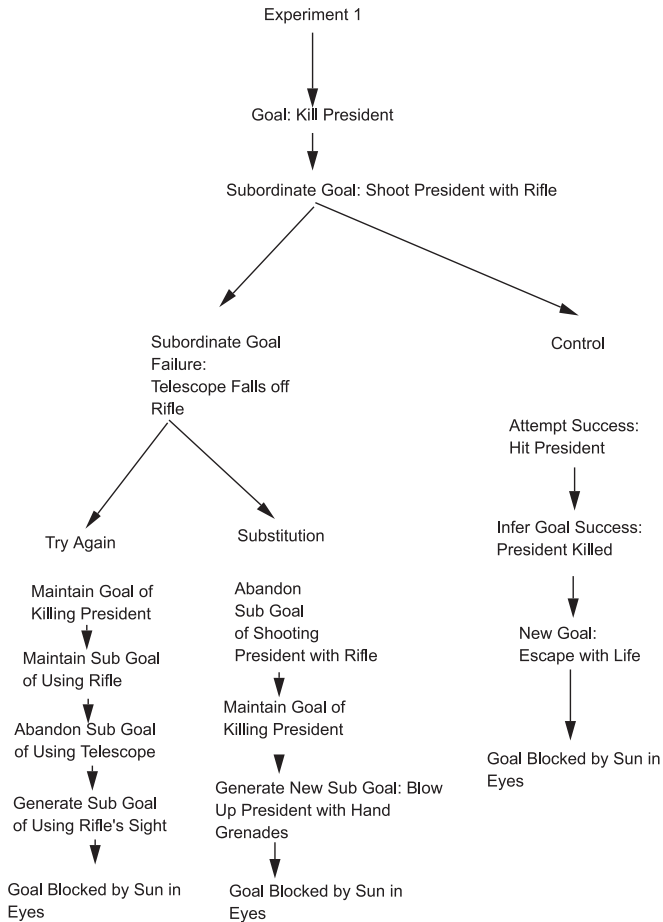 Experiment 1
Goal: Kill President
Subordinate Goal: Shoot President with Rifle
Subordinate Goal
Failure:
Telescope Falls off
Rifle
Control
Attempt Success:
Hit President
Infer Goal Success:
President Killed
New Goal:
Escape with Life
Goal Blocked by Sun in
Eyes
Try Again
Maintain Goal of
Killing President
Maintain Sub Goal
of Using Rifle
Abandon Sub Goal
of Using Telescope
Generate Sub Goal
of Using Rifle's Sight
Goal Blocked by Sun in
Eyes
Substitution
Abandon
Sub Goal
of Shooting
President with Rifle
Maintain Goal of
Killing President
Generate New Sub Goal: Blow
Up President with Hand
Grenades
Goal Blocked by Sun in
Eyes